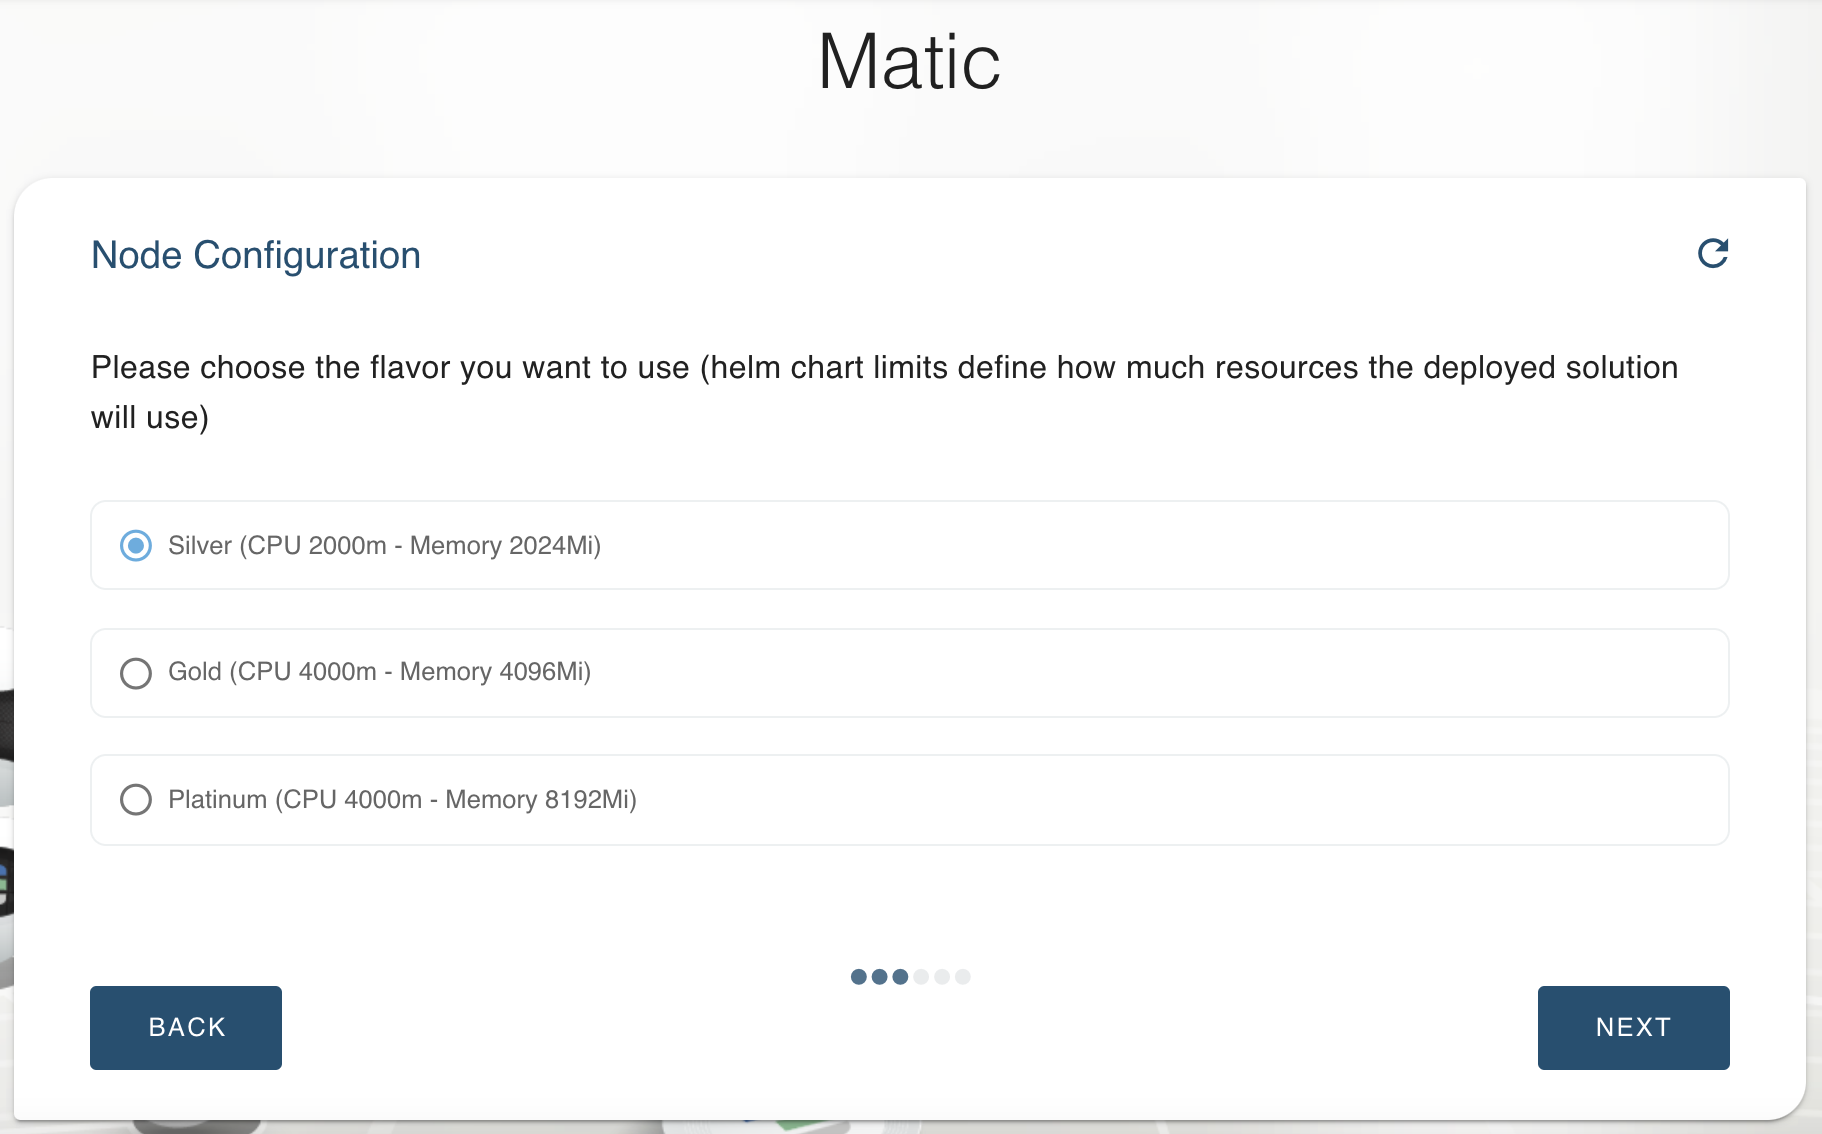 Matic
Node Configuration
Please choose the flavor you want to use (helm chart limits define how much resources the deployed solution
will use)
Silver (CPU 2000m - Memory 2024Mi)
Gold (CPU 4000m - Memory 4096Mi)
Platinum (CPU 4000m - Memory 8192Mi)
BACK
NEXT